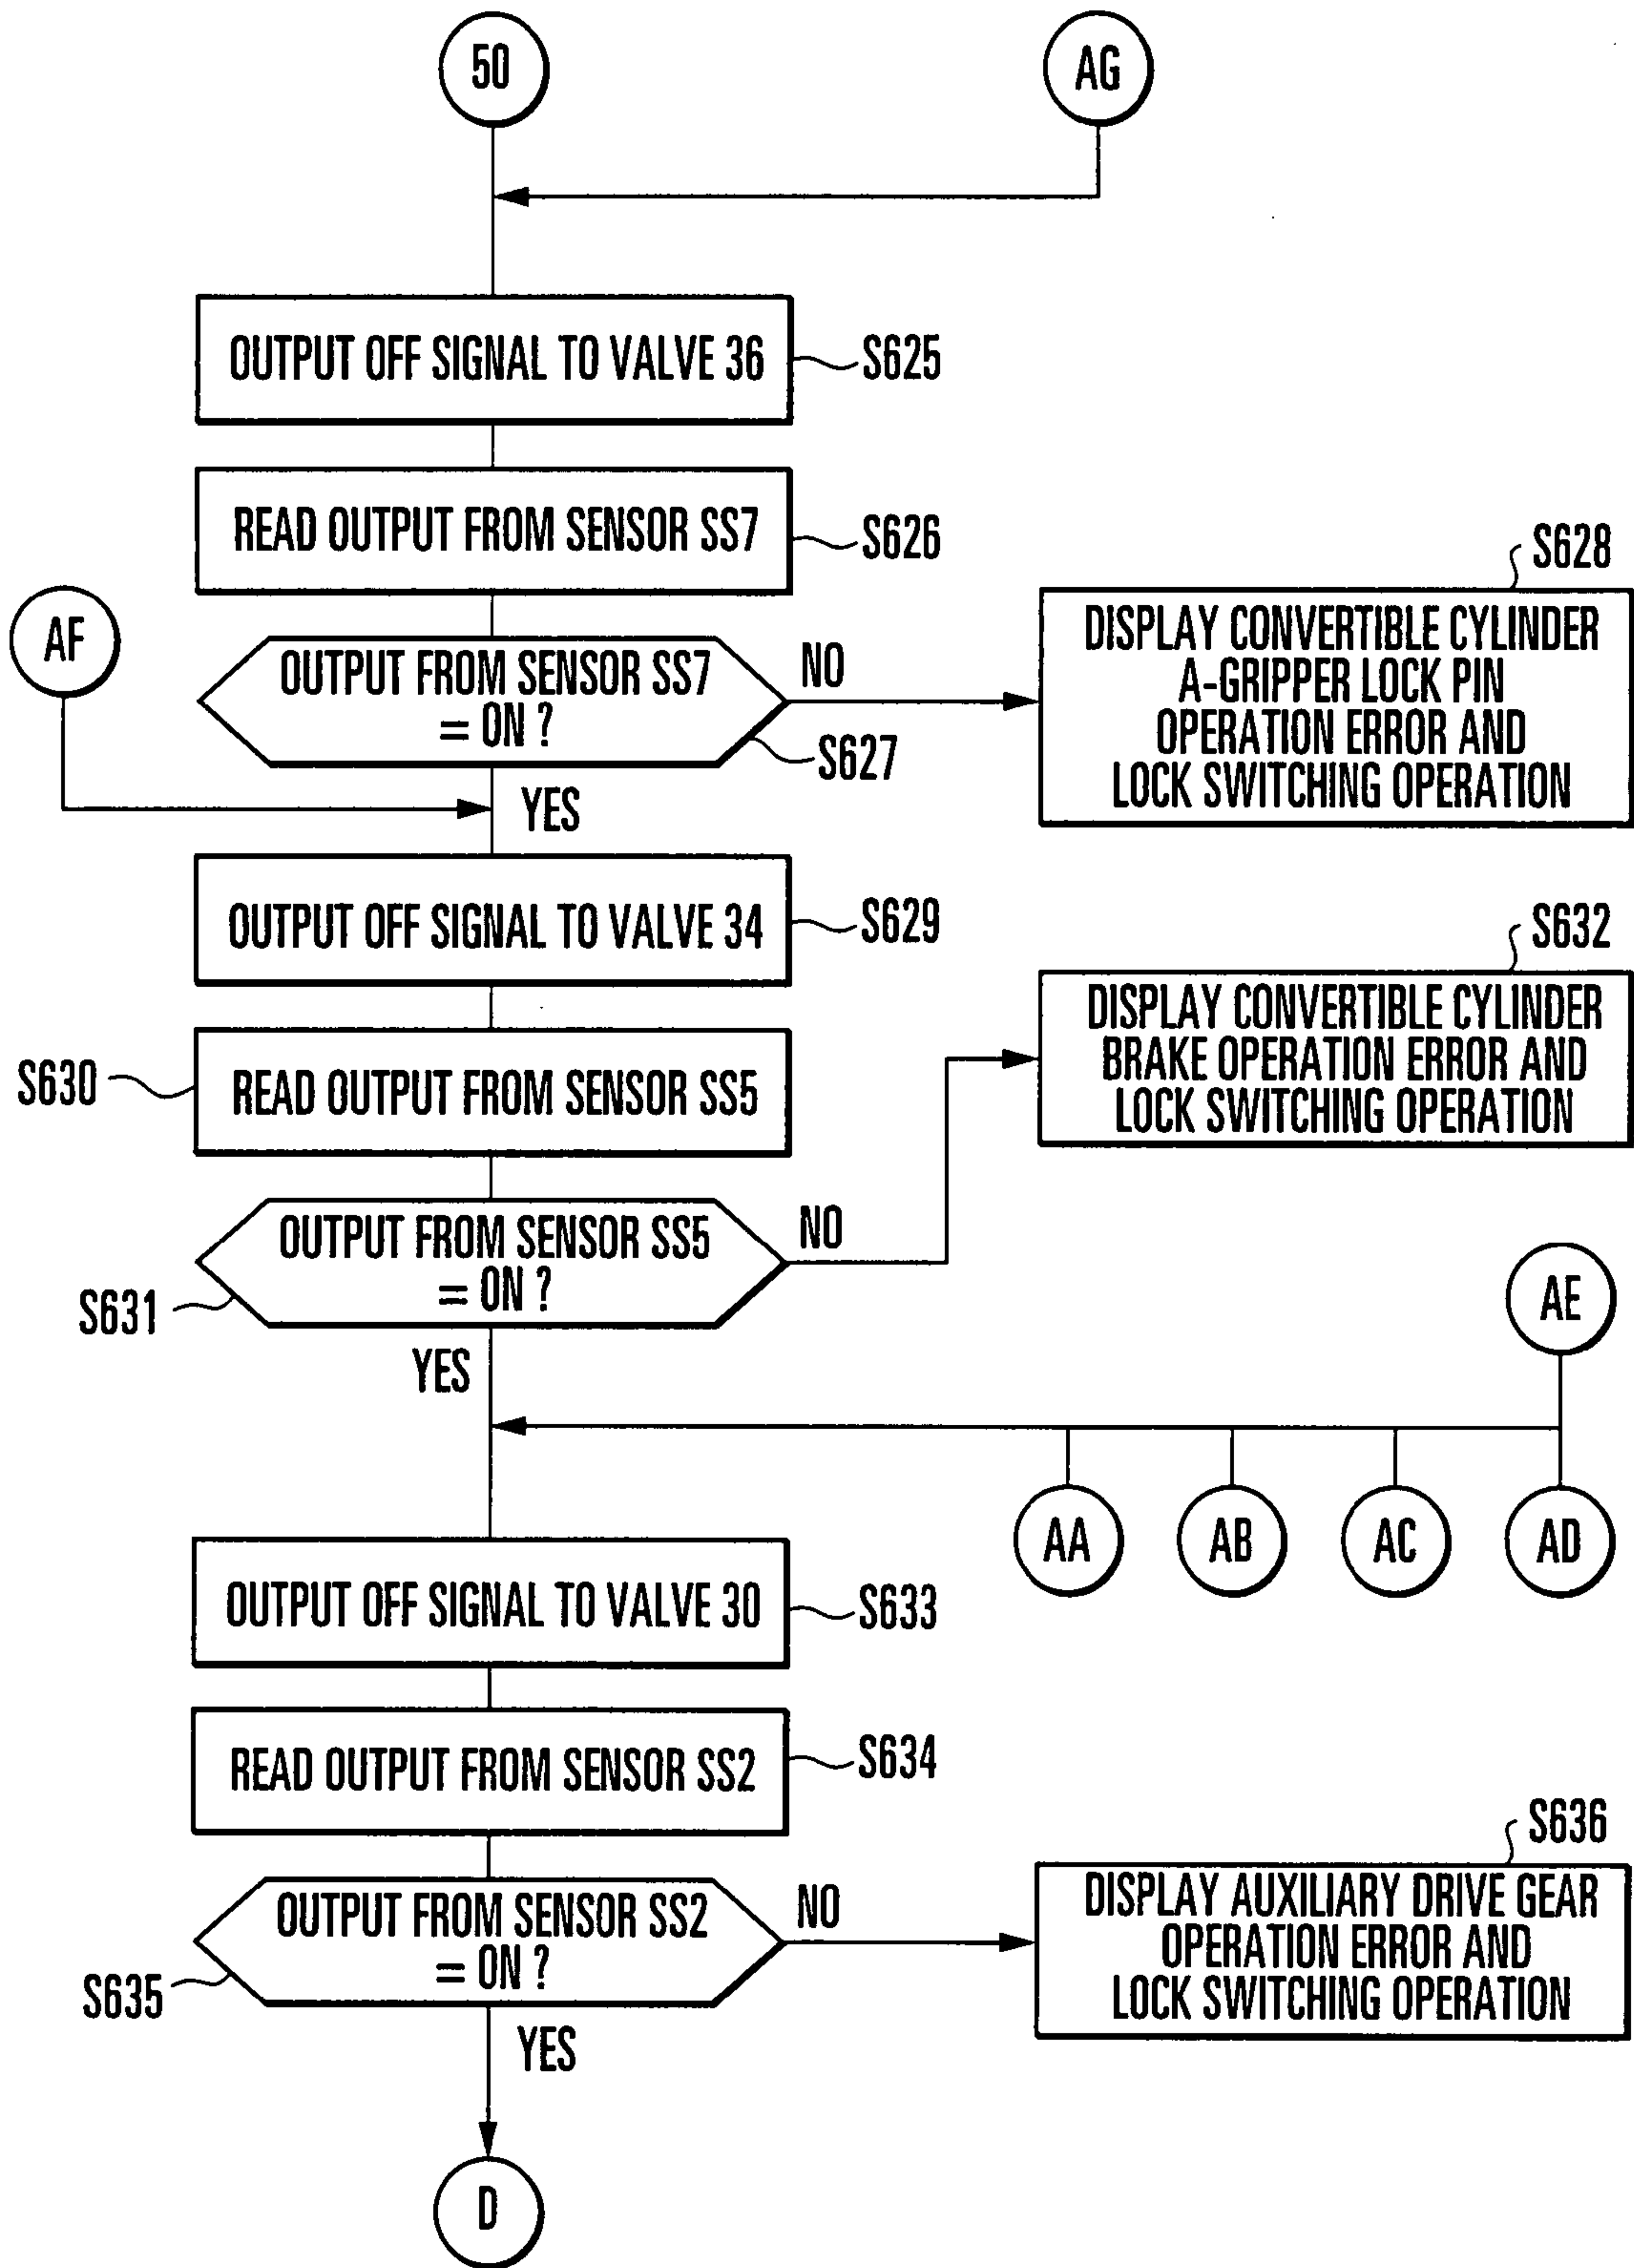 50
AG
OUTPUT OFF SIGNAL TO VALVE 36
S625
READ OUTPUT FROM SENSOR SS7
S626
AF
OUTPUT FROM SENSOR SS7
= ON ?
NO
S627
YES
S628
DISPLAY CONVERTIBLE CYLINDER
A-GRIPPER LOCK PIN
OPERATION ERROR AND
LOCK SWITCHING OPERATION
OUTPUT OFF SIGNAL TO VALVE 34
S629
S630
READ OUTPUT FROM SENSOR SS5
S632
DISPLAY CONVERTIBLE CYLINDER
BRAKE OPERATION ERROR AND
LOCK SWITCHING OPERATION
OUTPUT FROM SENSOR SS5
= ON ?
NO
S631
YES
AE
AA
AB
AC
AD
OUTPUT OFF SIGNAL TO VALVE 30
S633
READ OUTPUT FROM SENSOR SS2
S634
OUTPUT FROM SENSOR SS2
= ON ?
NO
S635
YES
S636
DISPLAY AUXILIARY DRIVE GEAR
OPERATION ERROR AND
LOCK SWITCHING OPERATION
D